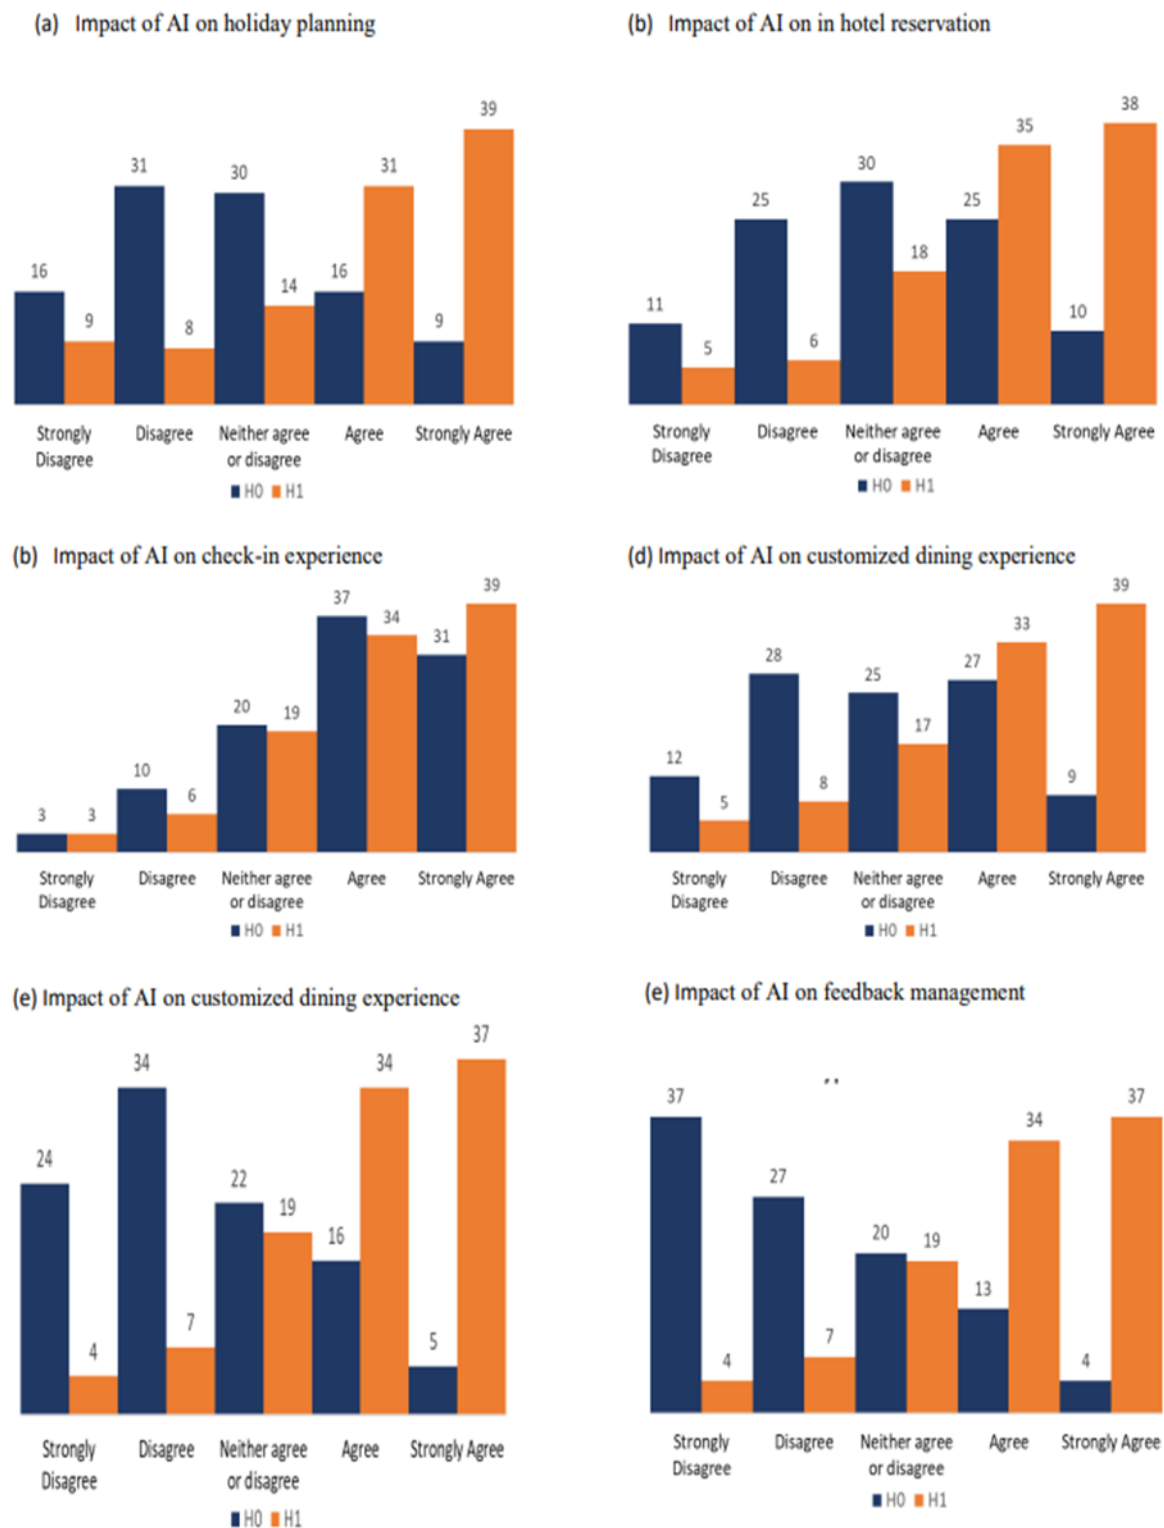 (a) Impact of AI on holiday planning
39
31
31
30
16
16
14
9
9
8
Strongly Disagree Neither agree Agree Strongly Agree
Disagree or disagree
H0 H1
(b) Impact of AI on in hotel reservation
38
35
30
25
25
18
11
10
6
5
Strongly Disagree Neither agree Agree Strongly Agree
Disagree or disagree
H0 H1
(b) Impact of AI on check-in experience
39
37
34
31
20
19
10
6
3 3
Strongly Disagree Neither agree Agree Strongly Agree
Disagree or disagree
H0 H1
(d) Impact of AI on customized dining experience
39
33
28
27
25
17
12
9
8
5
Strongly Disagree Neither agree Agree Strongly Agree
Disagree or disagree
H0 H1
(e) Impact of AI on customized dining experience
37
34 34
24
22
19
16
7
5
4
Strongly Disagree Neither agree Agree Strongly Agree
Disagree or disagree
H0 H1
(e) Impact of AI on feedback management
37 37
34
27
20
19
13
7
4 4
Strongly Disagree Neither agree Agree Strongly Agree
Disagree or disagree
H0 H1